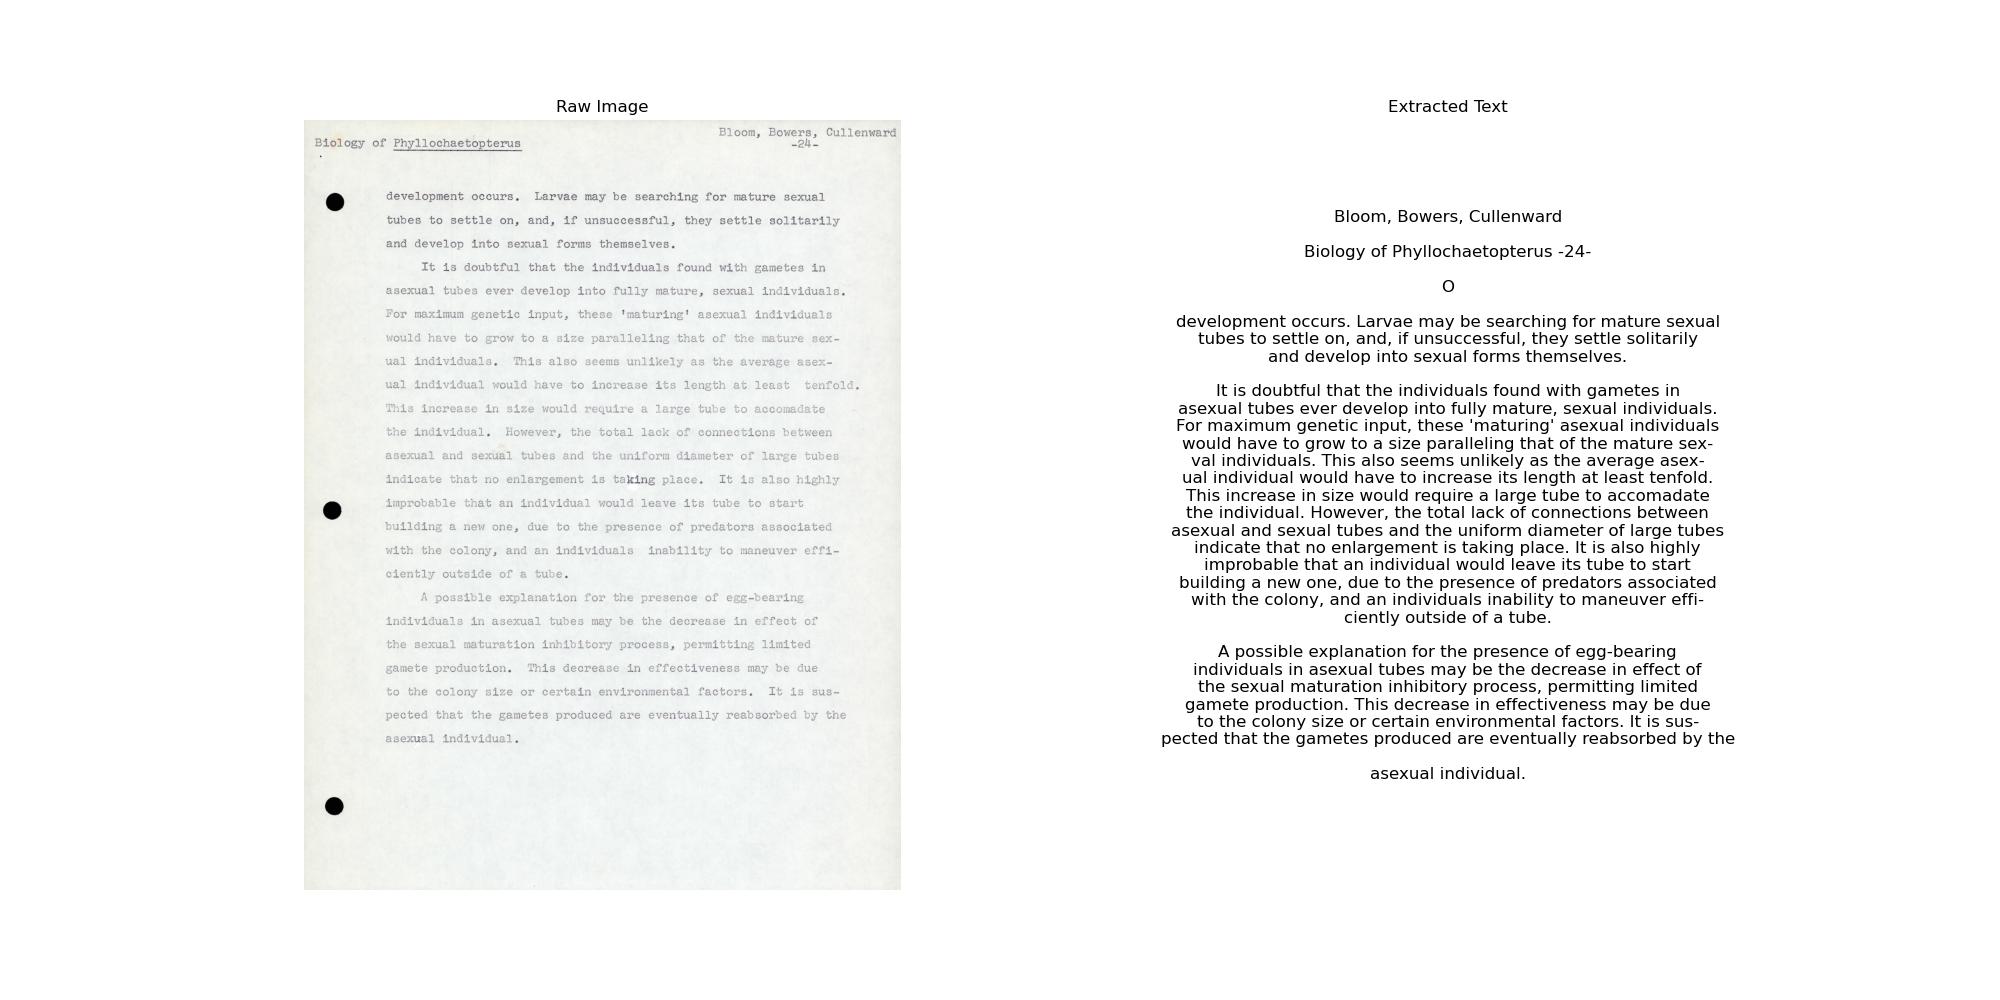 Raw Image
Bloom, Bowers, Cullenward
Biology of Phyllochaetopterus
-24-
development occurs. Larvae may be searching for mature sexual
tubes to settle on, and, if unsuccessful, they settle solitarily
and develop into sexual forms themselves.
It is doubtful that the individuals found with gametes in
asexual tubes ever develop into fully mature, sexual individuals.
For maximum genetic input, these 'maturing' asexual individuals
would have to grow to a size paralleling that of the mature sex-
ual individuals. This also seems unlikely as the average asex-
ual individual would have to increase its length at least tenfold.
This increase in size would require a large tube to accomadate
the individual. However, the total lack of connections between
asexual and sexual tubes and the uniform diameter of large tubes
indicate that no enlargement is taking place. It is also highly
improbable that an individual would leave its tube to start
building a new one, due to the presence of predators associated
with the colony, and an individuals inability to maneuver effi-
ciently outside of a tube.
A possible explanation for the presence of egg-bearing
individuals in asexual tubes may be the decrease in effect of
the sexual maturation inhibitory process, permitting limited
gamete production. This decrease in effectiveness may be due
to the colony size or certain environmental factors. It is sus-
pected that the gametes produced are eventually reabsorbed by the
asexual individual.
Extracted Text
Bloom, Bowers, Cullenward
Biology of Phyllochaetopterus -24-
O
development occurs. Larvae may be searching for mature sexual
tubes to settle on, and, if unsuccessful, they settle solitarily
and develop into sexual forms themselves.
It is doubtful that the individuals found with gametes in
asexual tubes ever develop into fully mature, sexual individuals.
For maximum genetic input, these 'maturing' asexual individuals
would have to grow to a size paralleling that of the mature sex-
val individuals. This also seems unlikely as the average asex-
ual individual would have to increase its length at least tenfold.
This increase in size would require a large tube to accomadate
the individual. However, the total lack of connections between
asexual and sexual tubes and the uniform diameter of large tubes
indicate that no enlargement is taking place. It is also highly
improbable that an individual would leave its tube to start
building a new one, due to the presence of predators associated
with the colony, and an individuals inability to maneuver effi-
ciently outside of a tube.
A possible explanation for the presence of egg-bearing
individuals in asexual tubes may be the decrease in effect of
the sexual maturation inhibitory process, permitting limited
gamete production. This decrease in effectiveness may be due
to the colony size or certain environmental factors. It is sus-
pected that the gametes produced are eventually reabsorbed by the
asexual individual.